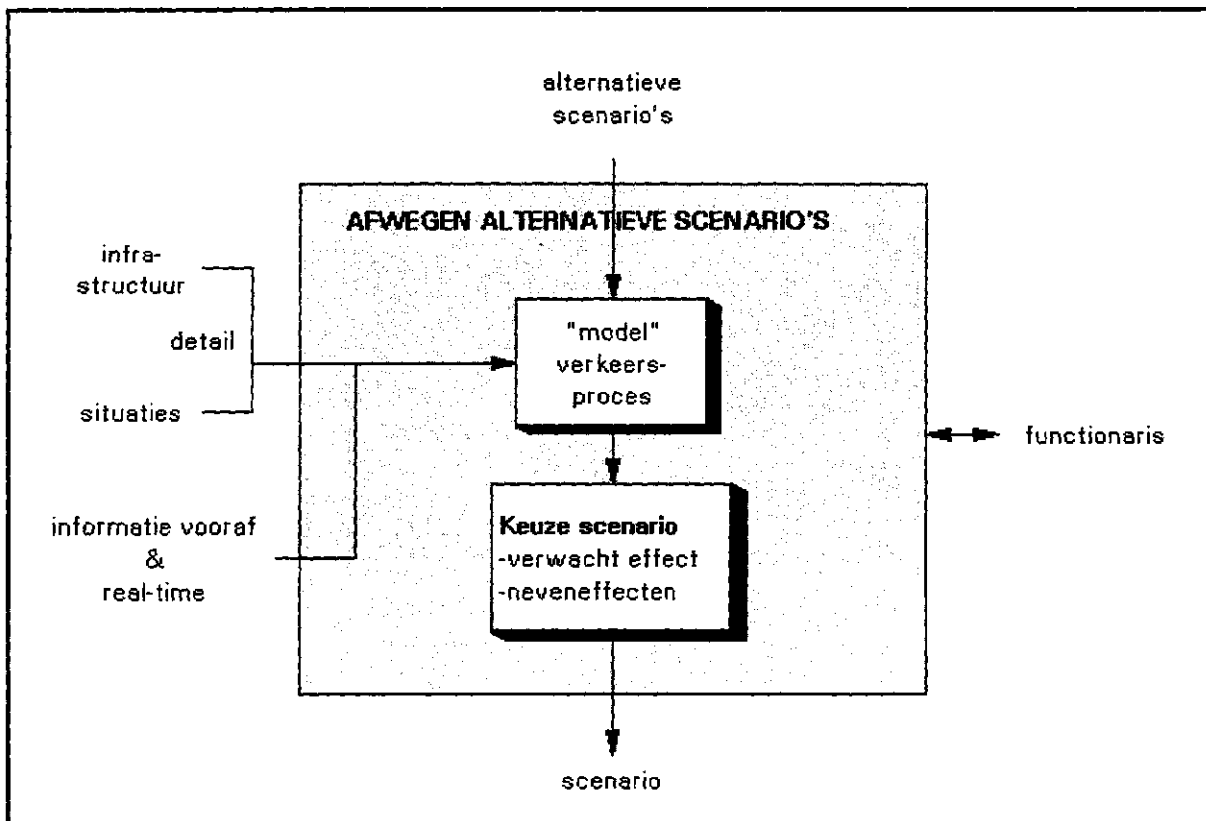 alternatieve
scenario's
AFWEGEN ALTERNATIEVE SCENARIO'S
infra-
structuur
detail
situaties
"model"
verkeers-
proces
functionaris
informatie vooraf
&
real-time
Keuze scenario
-verwacht effect
-neveneffecten
scenario